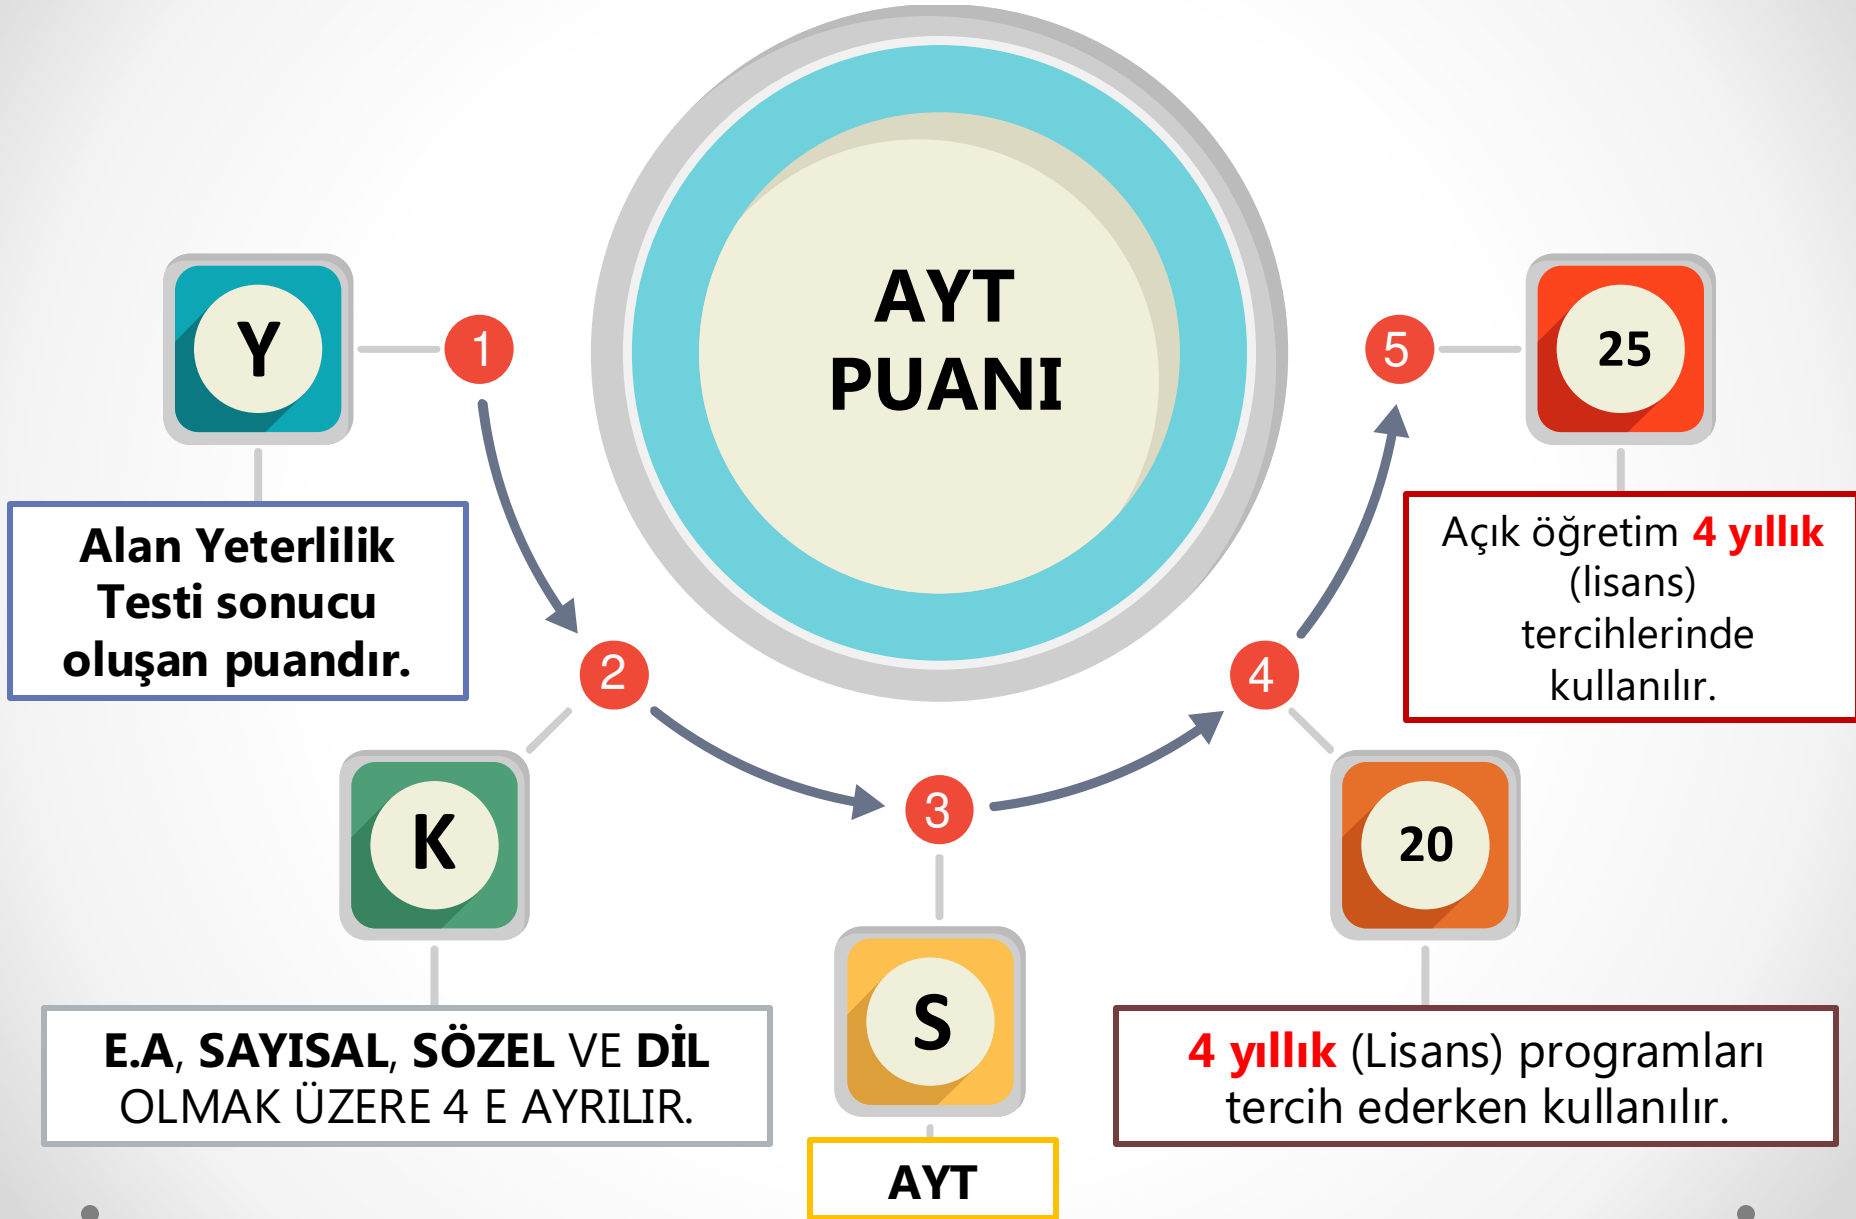 AYT
PUANI
Y
1
Alan Yeterlilik
Testi sonucu
oluşan puandır.
2
K
E.A, SAYISAL, SÖZEL VE DİL
OLMAK ÜZERE 4 E AYRILIR.
3
S
AYT
4
20
4 yıllık (Lisans) programları
tercih ederken kullanılır.
5
25
Açık öğretim 4 yıllık
(lisans)
tercihlerinde
kullanılır.